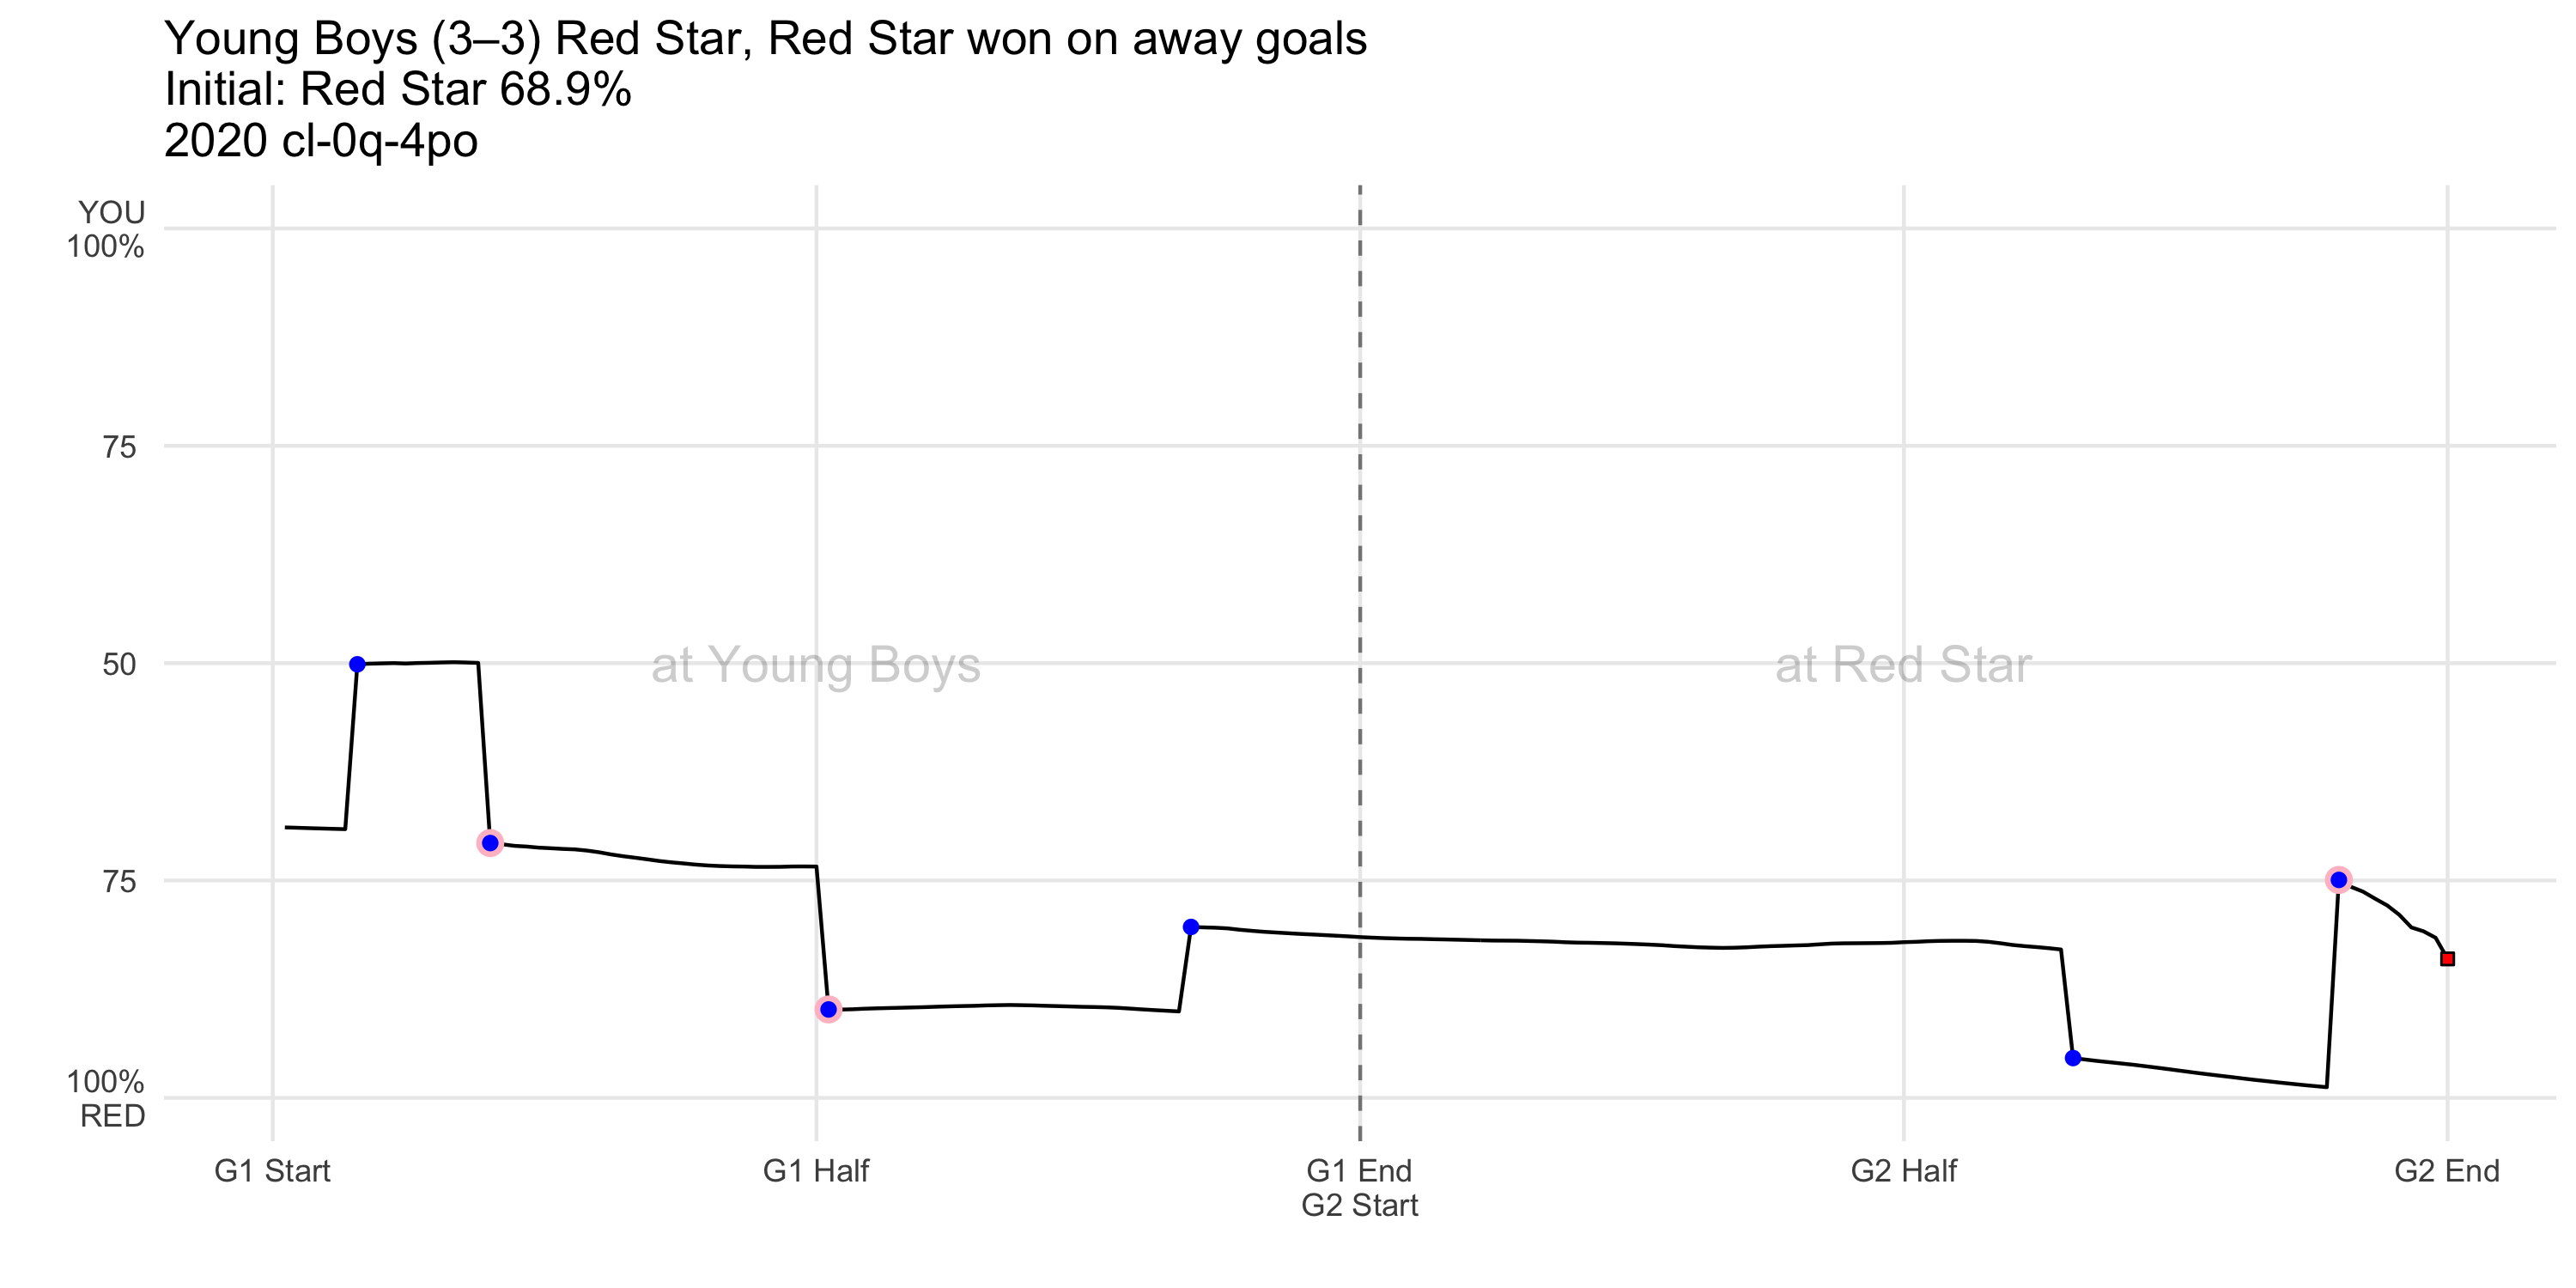 Young Boys (3–3) Red Star, Red Star won on away goals
Initial: Red Star 68.9%
2020 cl-0q-4po
YOU
100%
75
50
75
100%
RED
at Young Boys
at Red Star
G1 Start
G1 Half
G1 End
G2 Start
G2 Half
G2 End